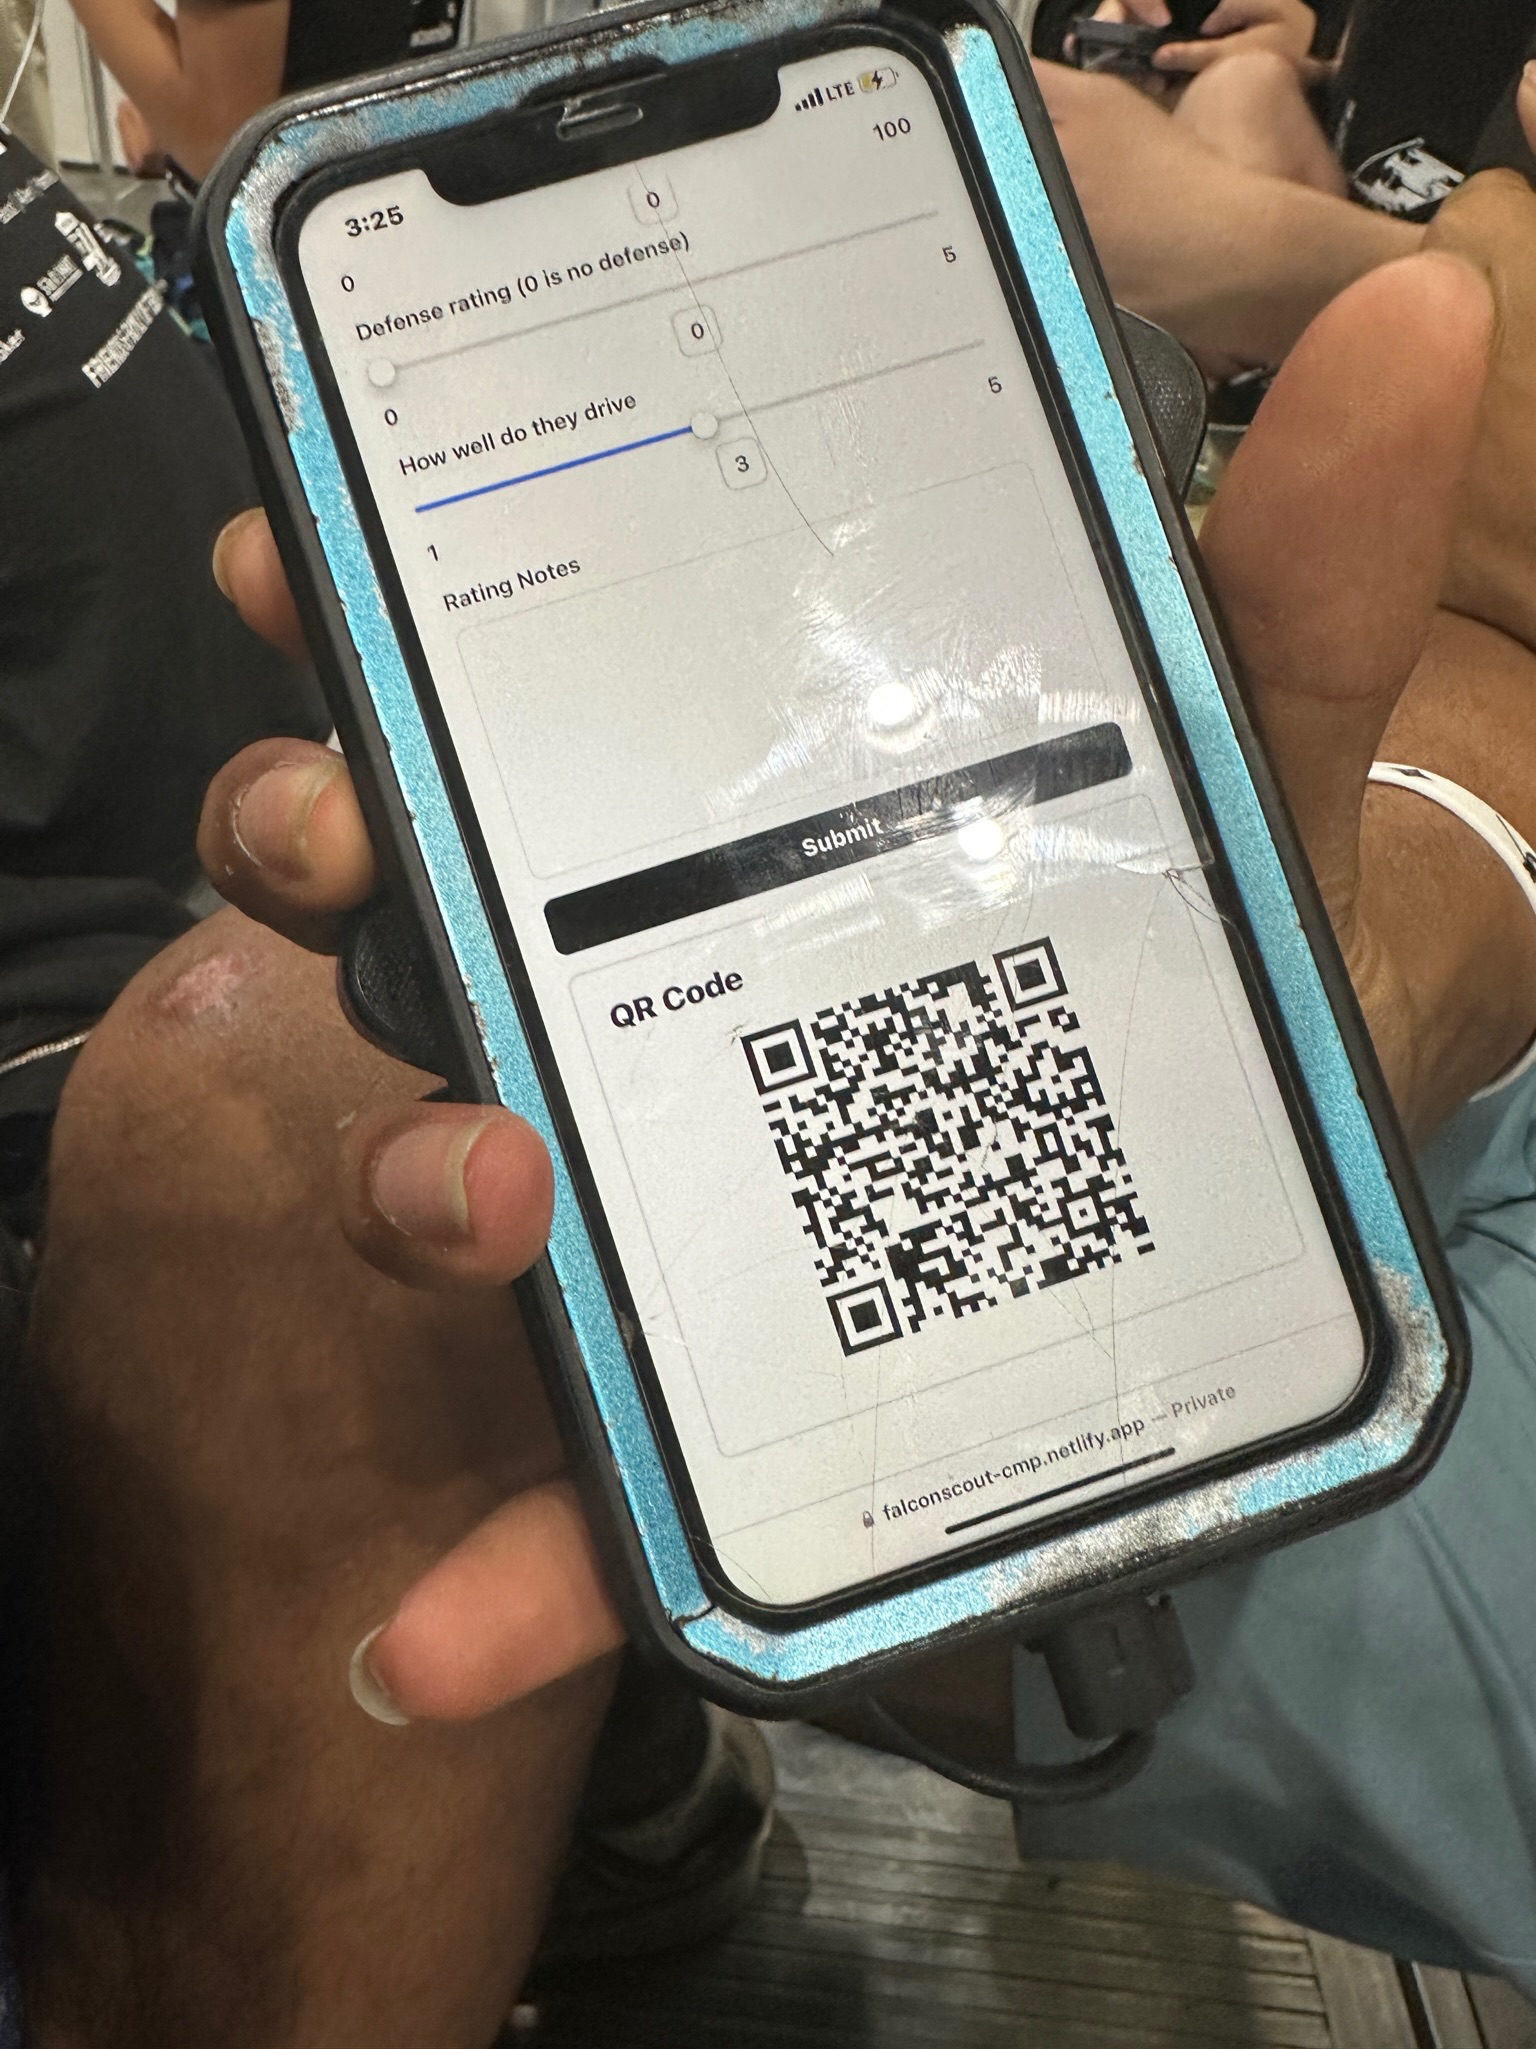 3:25
LTE
100
0
0
Defense rating (0 is no defense)
5
0
0
How well do they drive
5
3
1
Rating Notes
Submit
QR Code
falconscout-cmp.netlify.app — Private